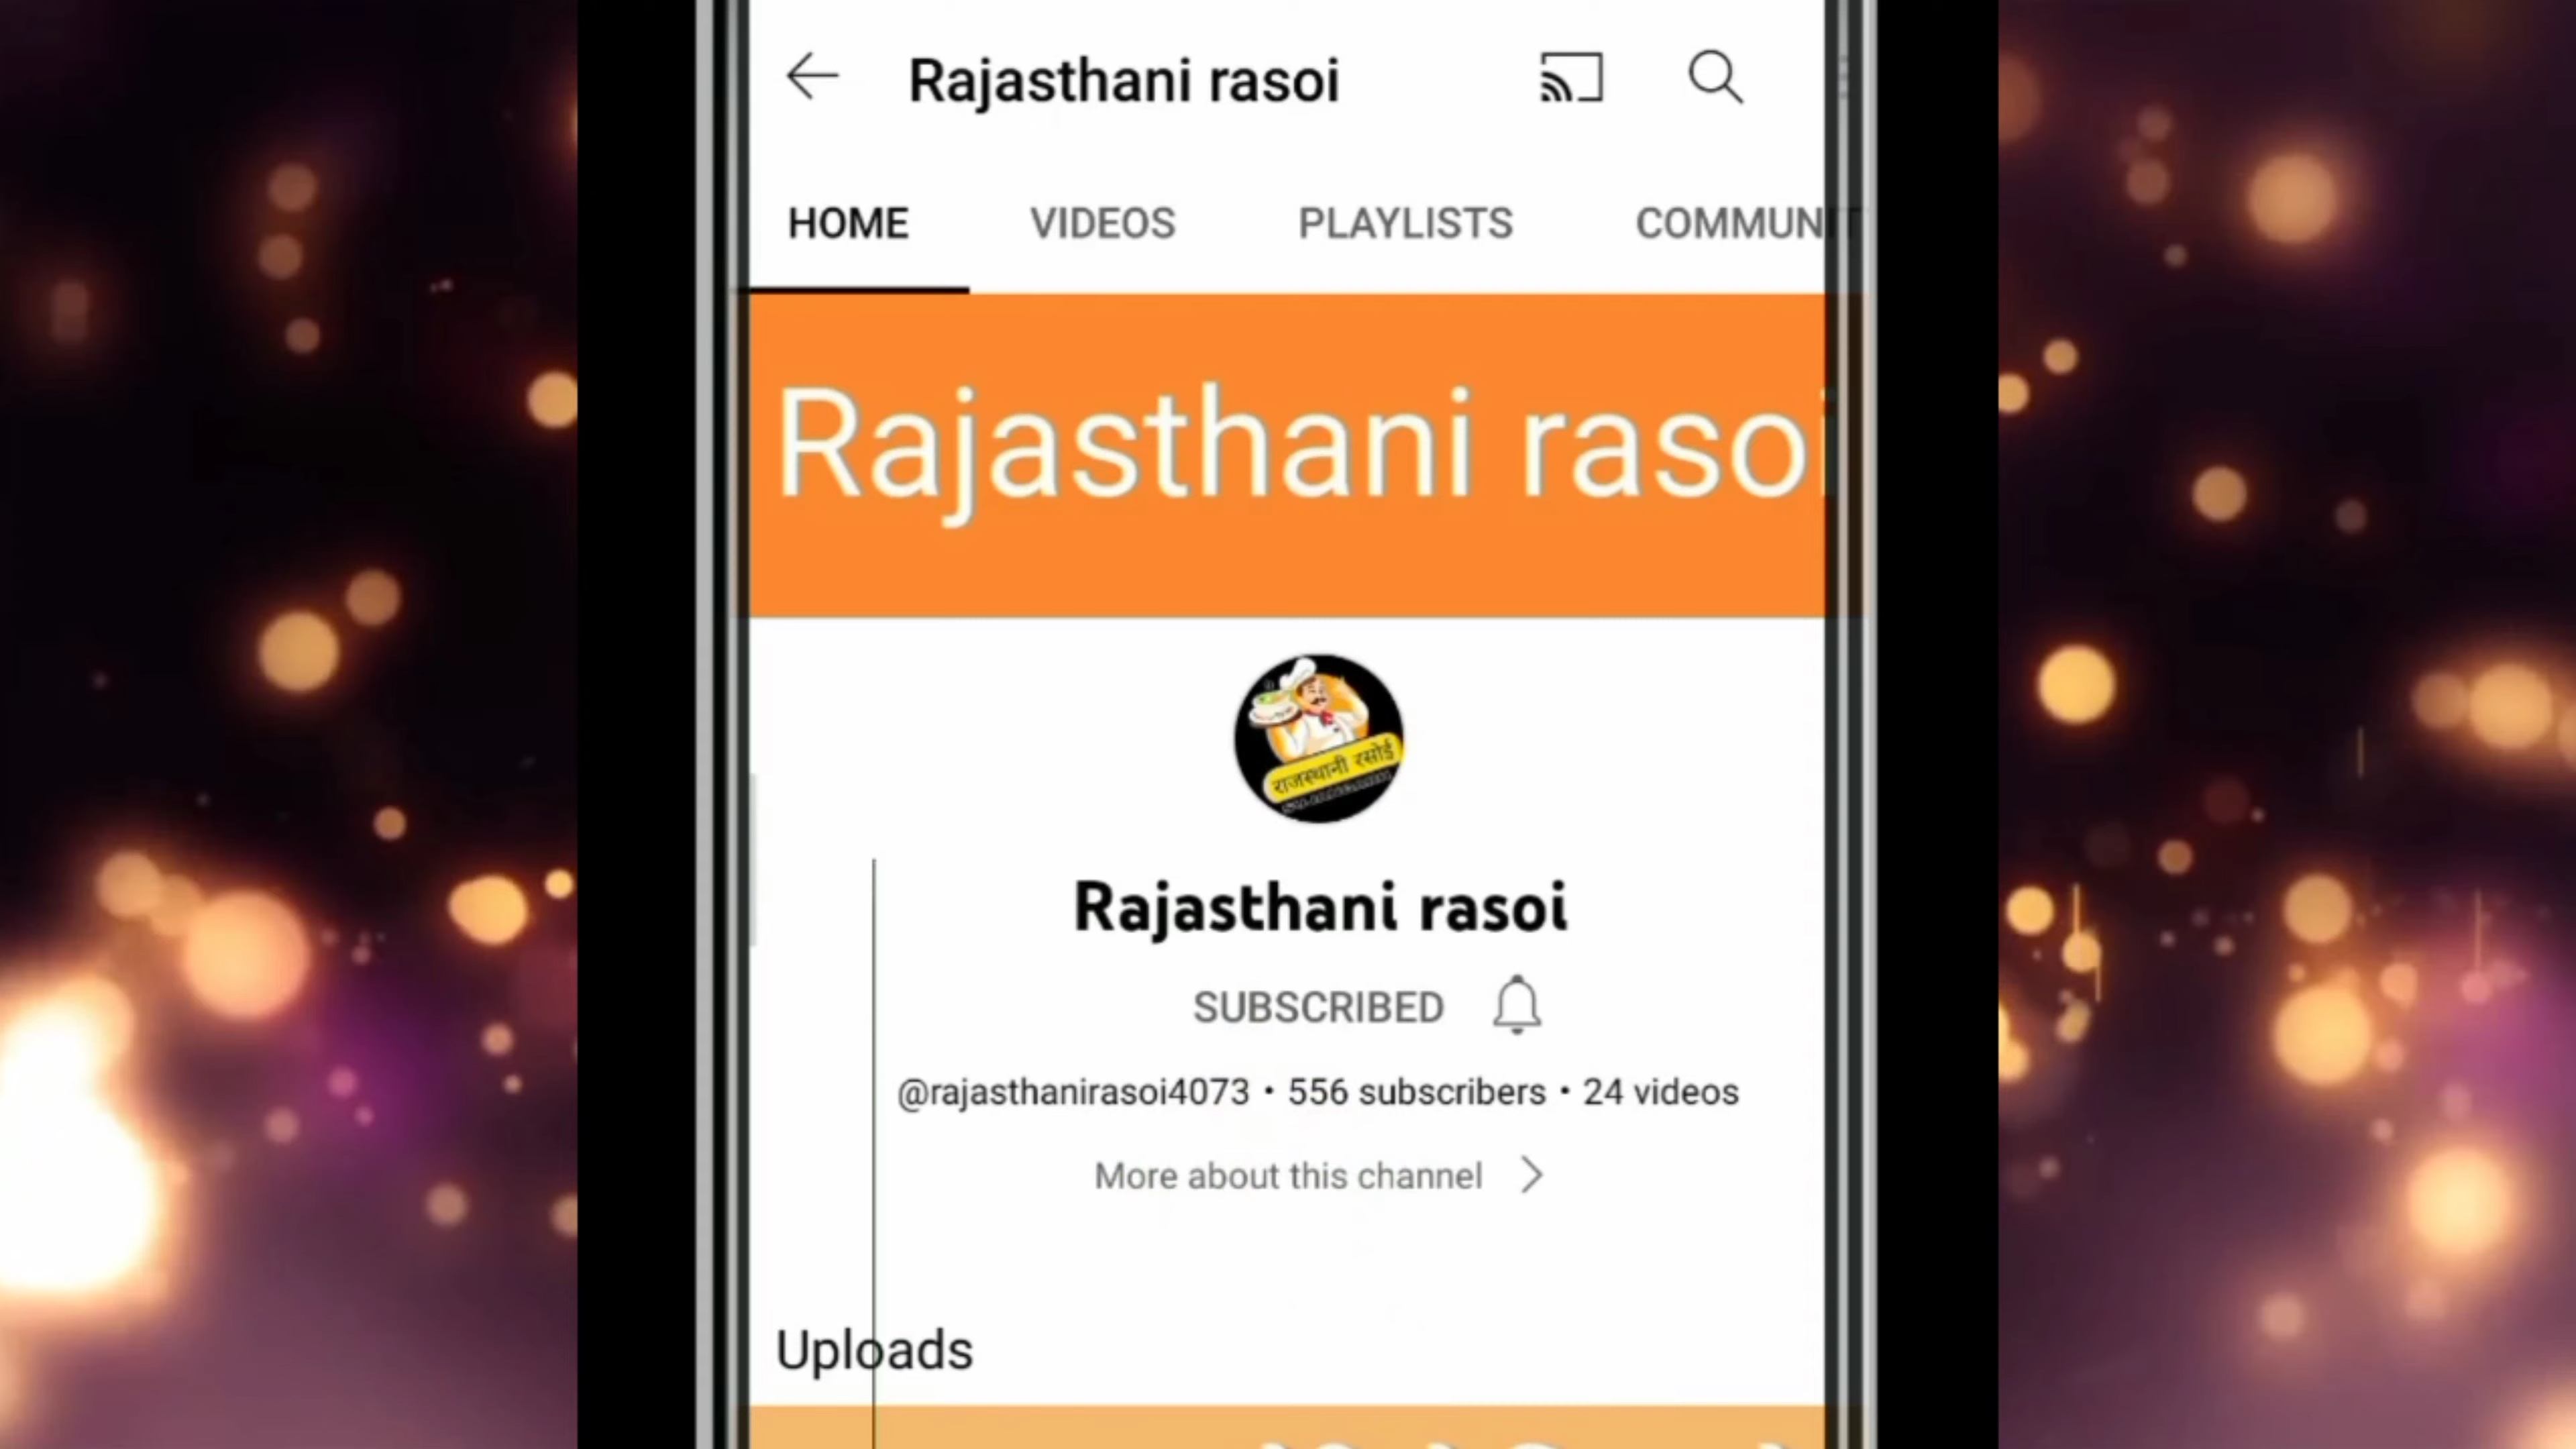 Rajasthani rasoi
HOME VIDEOS PLAYLISTS COMMUNIT
Rajasthani rasoi
राजस्थानी रसोई
Rajasthani rasoi
SUBSCRIBED
@rajasthanirasoi4073 • 556 subscribers • 24 videos
More about this channel
Uploads